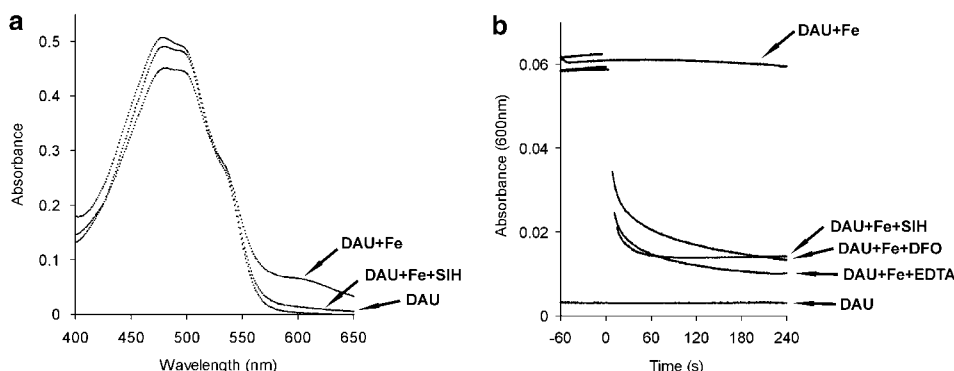 a
0.5
0.4
0.3
0.2
0.1
0
Absorbance
400
450
500
550
600
650
Wavelength (nm)
DAU+Fe
DAU+Fe+SIH
DAU
b
0.06
0.04
0.02
0
Absorbance (600nm)
-60
0
60
120
180
240
Time (s)
DAU+Fe
DAU+Fe+SIH
DAU+Fe+DFO
DAU+Fe+EDTA
DAU